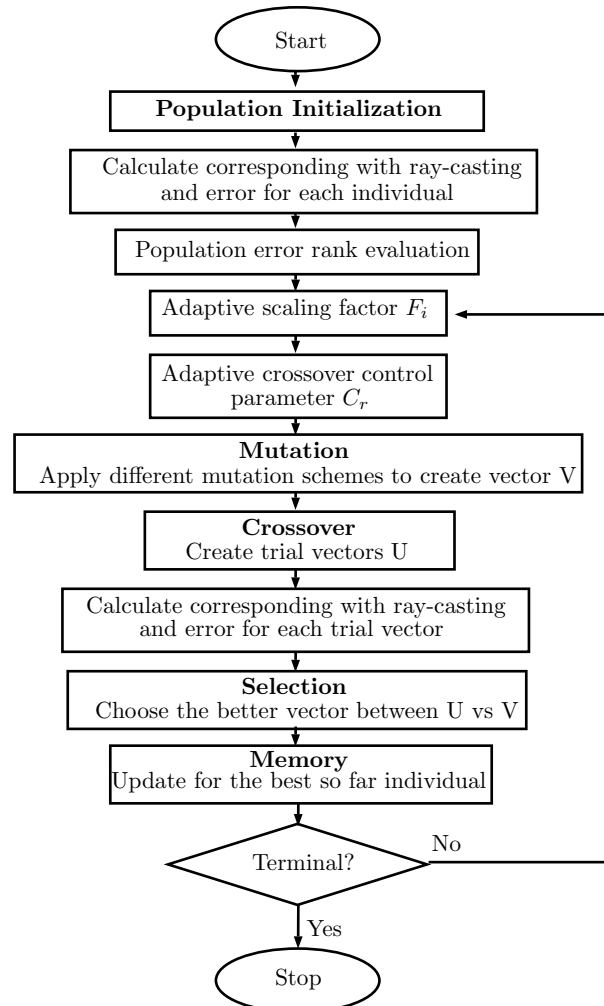 Start
Population Initialization
Calculate corresponding with ray-casting
and error for each individual
Population error rank evaluation
Adaptive scaling factor F_i
Adaptive crossover control
parameter C_r
Mutation
Apply different mutation schemes to create vector V
Crossover
Create trial vectors U
Calculate corresponding with ray-casting
and error for each trial vector
Selection
Choose the better vector between U vs V
Memory
Update for the best so far individual
Terminal?
No
Yes
Stop